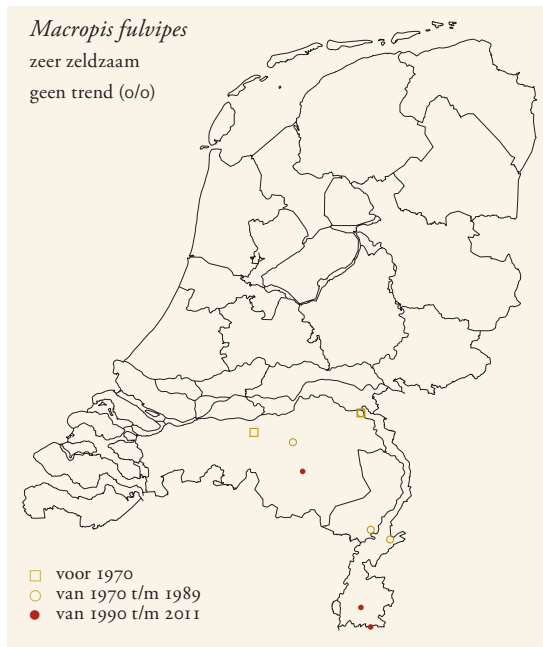 Macropis fulvipes
zeer zeldzaam
geen trend (0/0)
voor 1970
van 1970 t/m 1989
van 1990 t/m 2011